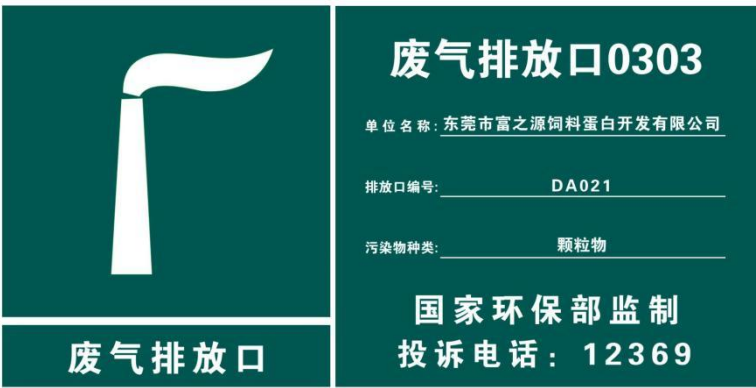 废气排放口
废气排放口0303
单位名称:东莞市富之源饲料蛋白开发有限公司
排放口编号:DA021
污染物种类:颗粒物
国家环保部监制
投诉电话：12369